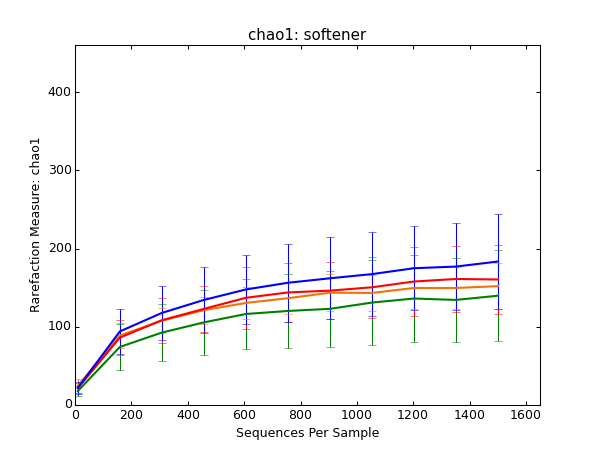 chao1: softener
Rarefaction Measure: chao1
400
300
200
100
0
0 200 400 600 800 1000 1200 1400 1600
Sequences Per Sample